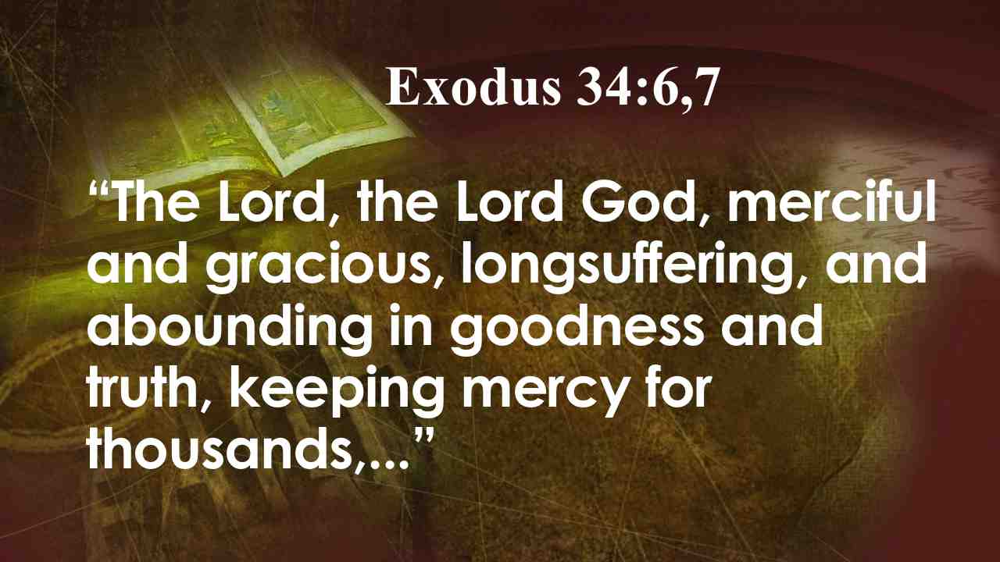 Exodus 34:6,7
“The Lord, the Lord God, merciful
and gracious, longsuffering, and
abounding in goodness and
truth, keeping mercy for
thousands,...”